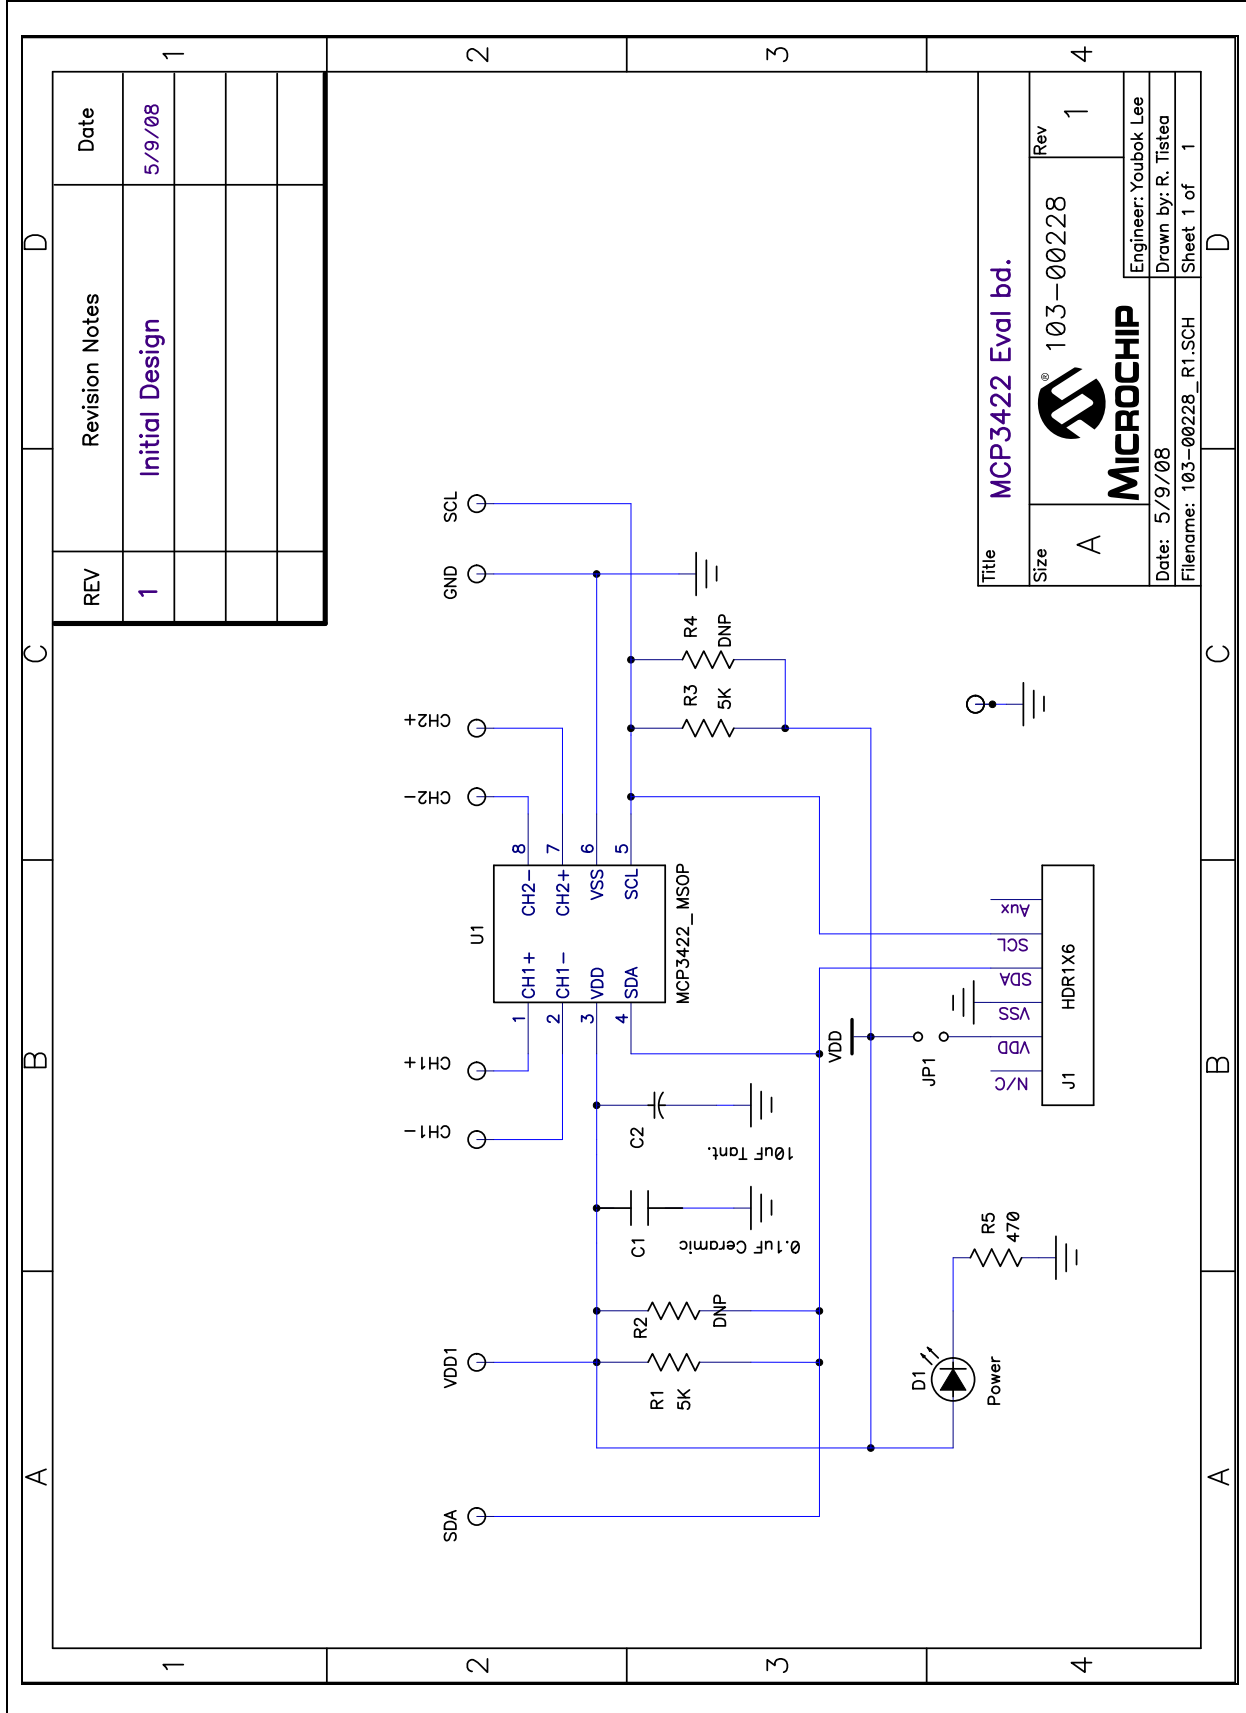 A
B
C
D
1
2
3
4
REV
Revision Notes
Date
1
Initial Design
5/9/08
SDA
VDD1
CH1-
CH1+
CH2-
CH2+
GND
SCL
U1
1
CH1+
CH2-
8
2
CH1-
CH2+
7
3
VDD
VSS
6
4
SDA
SCL
5
MCP3422_MSOP
R1
5K
R2
DNP
C1
0.1uF Ceramic
C2
10uF Tant.
R3
5K
R4
DNP
VDD
JP1
D1
Power
R5
470
N/C
VDD
VSS
SDA
SCL
Aux
J1
HDR1X6
Title
MCP3422 Eval bd.
Size
A
103-00228
Rev
1
®
MICROCHIP
Engineer: Youbok Lee
Date: 5/9/08
Drawn by: R. Tistea
Filename: 103-00228_R1.SCH
Sheet 1 of 1
A
B
C
D
1
2
3
4